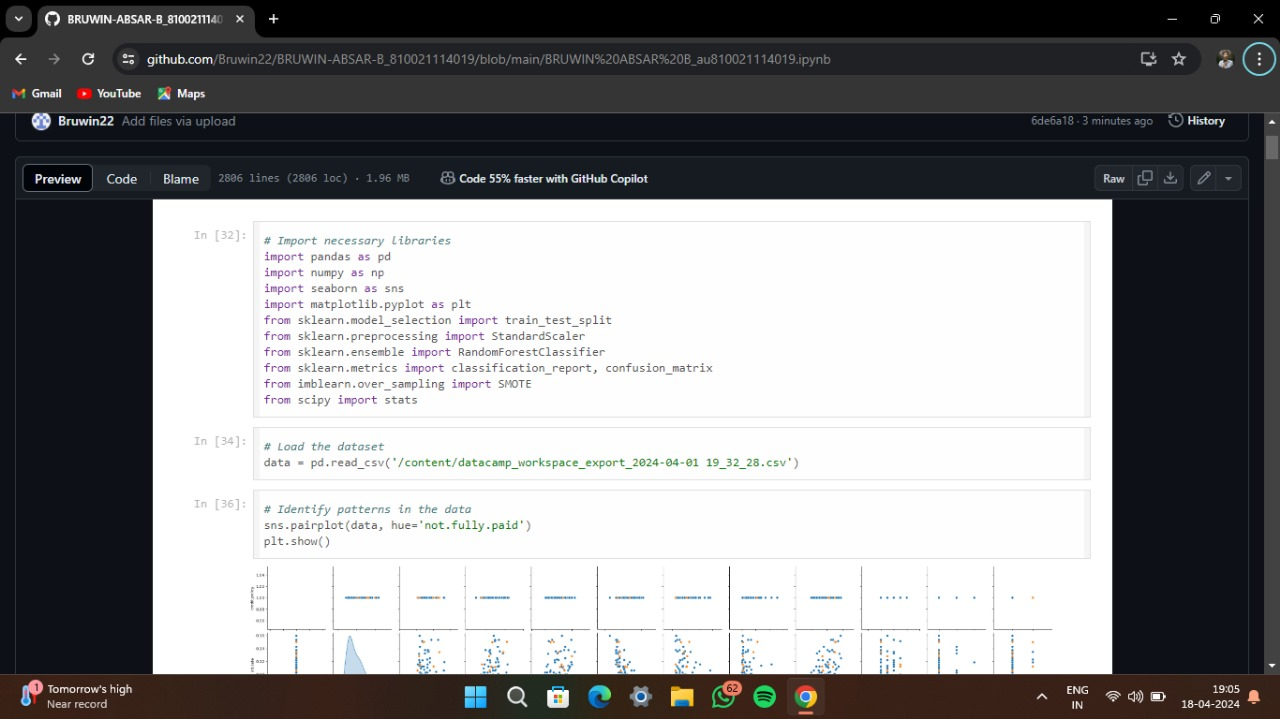 BRUWIN-ABSAR-B_8100211140
github.com/Bruwin22/BRUWIN-ABSAR-B_810021114019/blob/main/BRUWIN%20ABSAR%20B_au810021114019.ipynb
Gmail YouTube Maps
Bruwin22 Add files via upload 6de6a18 · 3 minutes ago History
Preview Code Blame 2806 lines (2806 loc) · 1.96 MB Code 55% faster with GitHub Copilot Raw
In [32]:
# Import necessary libraries
import pandas as pd
import numpy as np
import seaborn as sns
import matplotlib.pyplot as plt
from sklearn.model_selection import train_test_split
from sklearn.preprocessing import StandardScaler
from sklearn.ensemble import RandomForestClassifier
from sklearn.metrics import classification_report, confusion_matrix
from imblearn.over_sampling import SMOTE
from scipy import stats
In [34]:
# Load the dataset
data = pd.read_csv('/content/datacamp_workspace_export_2024-04-01 19_32_28.csv')
In [36]:
# Identify patterns in the data
sns.pairplot(data, hue='not.fully.paid')
plt.show()
1 Tomorrow's high
Near record
62
ENG
IN
19:05
18-04-2024